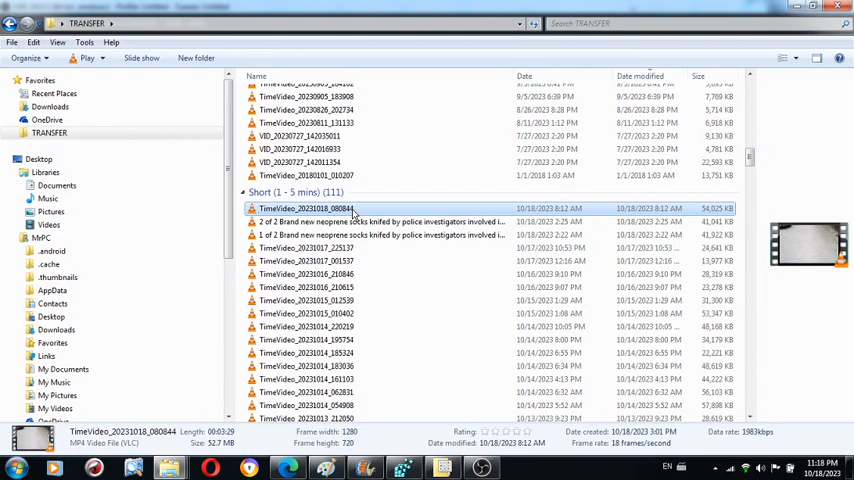 TRANSFER
Search TRANSFER
File Edit View Tools Help
Organize Play Slide show New folder
Name Date Date modified Size
TimeVideo_20230905_183908 9/5/2023 6:39 PM 9/5/2023 6:39 PM 7,769 KB
TimeVideo_20230826_202734 8/26/2023 8:28 PM 8/26/2023 8:28 PM 5,714 KB
TimeVideo_20230811_131133 8/11/2023 1:12 PM 8/11/2023 1:12 PM 6,033 KB
VID_20230727_142035011 7/27/2023 2:20 PM 7/27/2023 2:20 PM 9,130 KB
VID_20230727_142016933 7/27/2023 2:20 PM 7/27/2023 2:20 PM 9,040 KB
VID_20230727_142011354 7/27/2023 2:20 PM 7/27/2023 2:20 PM 22,593 KB
TimeVideo_20180101_010207 1/1/2018 1:03 AM 1/1/2018 1:03 AM 13,751 KB
Short (1 - 5 mins) (111)
TimeVideo_20231018_080844 10/18/2023 8:12 AM 10/18/2023 8:12 AM 54,025 KB
2 of 2 Brand new neoprene socks knifed by police investigators involved i... 10/18/2023 2:25 AM 10/18/2023 2:25 AM 41,041 KB
1 of 2 Brand new neoprene socks knifed by police investigators involved i... 10/18/2023 2:22 AM 10/18/2023 2:22 AM 41,922 KB
TimeVideo_20231017_225137 10/17/2023 10:53 PM 10/17/2023 10:53 ... 24,641 KB
TimeVideo_20231017_001537 10/17/2023 12:16 AM 10/17/2023 12:16 ... 13,977 KB
TimeVideo_20231016_210846 10/16/2023 9:10 PM 10/16/2023 9:10 PM 28,319 KB
TimeVideo_20231016_210615 10/16/2023 9:07 PM 10/16/2023 9:07 PM 28,287 KB
TimeVideo_20231015_012539 10/15/2023 1:28 AM 10/15/2023 1:28 AM 31,300 KB
TimeVideo_20231015_010402 10/15/2023 1:08 AM 10/15/2023 1:08 AM 53,347 KB
TimeVideo_20231014_220219 10/14/2023 10:05 PM 10/14/2023 10:05 ... 48,168 KB
TimeVideo_20231014_195754 10/14/2023 8:00 PM 10/14/2023 8:00 PM 34,096 KB
TimeVideo_20231014_185324 10/14/2023 6:55 PM 10/14/2023 6:55 PM 22,221 KB
TimeVideo_20231014_183036 10/14/2023 6:34 PM 10/14/2023 6:34 PM 48,366 KB
TimeVideo_20231014_161103 10/14/2023 4:13 PM 10/14/2023 4:13 PM 44,222 KB
TimeVideo_20231014_062831 10/14/2023 6:30 AM 10/14/2023 6:30 AM 24,127 KB
TimeVideo_20231014_054908 10/14/2023 5:51 AM 10/14/2023 5:51 AM
TimeVideo_20231013_212050
Favorites
Recent Places
Downloads
OneDrive
TRANSFER
Desktop
Libraries
Documents
Music
Pictures
Videos
MrPC
.android
.cache
.thumbnails
AppData
Contacts
Desktop
Downloads
Favorites
Links
My Documents
My Music
My Pictures
My Videos
OneDrive
TimeVideo_20231018_080844 Length: 00:03:29 Frame width: 1280 Rating: Date created: 10/18/2023 3:01 PM Data rate: 1983kbps
MP4 Video File (VLC) Size: 52.7 MB Frame height: 720 Date modified: 10/18/2023 8:12 AM Frame rate: 18 frames/second
EN
11:18 PM
10/18/2023